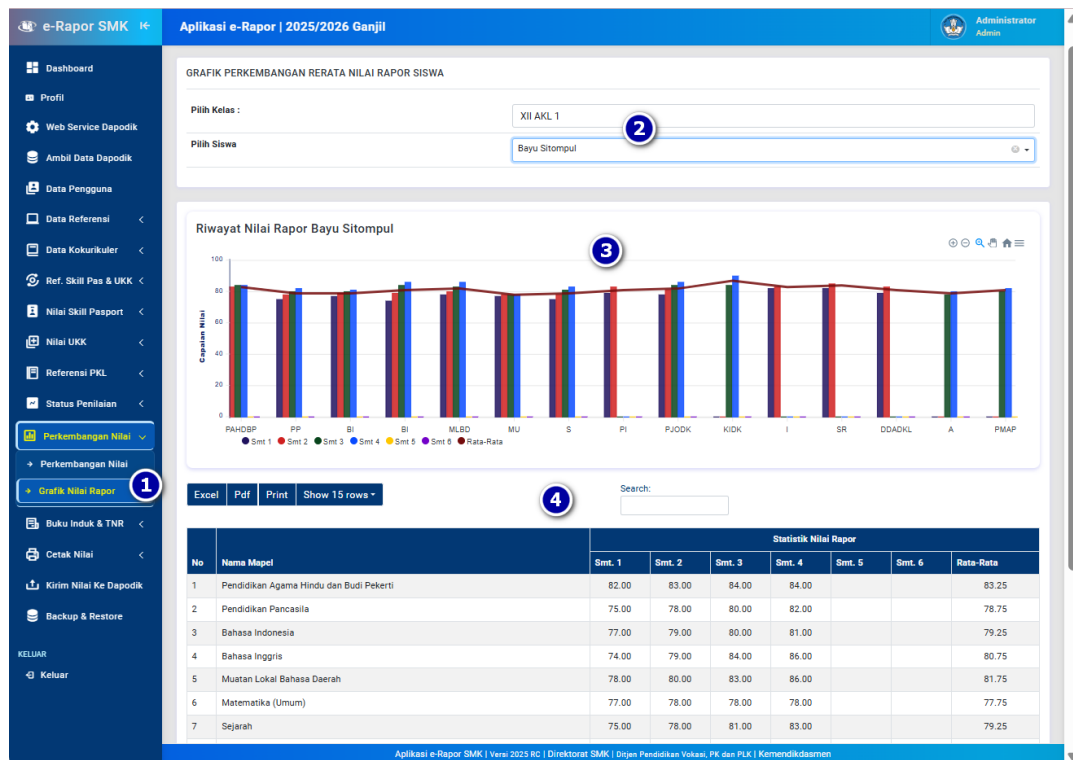 e-Rapor SMK
Aplikasi e-Rapor | 2025/2026 Ganjil
Administrator
Admin
Dashboard
Profil
Web Service Dapodik
Ambil Data Dapodik
Data Pengguna
Data Referensi
Data Kokurikuler
Ref. Skill Pas & UKK
Nilai Skill Pasport
Nilai UKK
Referensi PKL
Status Penilaian
Perkembangan Nilai
Perkembangan Nilai
Grafik Nilai Rapor
1
Buku Induk & TNR
Cetak Nilai
Kirim Nilai Ke Dapodik
Backup & Restore
KELUAR
Keluar
GRAFIK PERKEMBANGAN RERATA NILAI RAPOR SISWA
Pilih Kelas :
XII AKL 1
2
Pilih Siswa
Bayu Sitompul
Riwayat Nilai Rapor Bayu Sitompul
3
Capaian Nilai
100
80
60
40
20
0
PAHDBP PP BI BI MLBD MU S PI PJODK KIDK I SR DDADKL A PMAP
Smt 1 Smt 2 Smt 3 Smt 4 Smt 5 Smt 6 Rata-Rata
Excel Pdf Print Show 15 rows
4
Search:
No Nama Mapel Statistik Nilai Rapor
Smt. 1 Smt. 2 Smt. 3 Smt. 4 Smt. 5 Smt. 6 Rata-Rata
1 Pendidikan Agama Hindu dan Budi Pekerti 82.00 83.00 84.00 84.00 83.25
2 Pendidikan Pancasila 75.00 78.00 80.00 82.00 78.75
3 Bahasa Indonesia 77.00 79.00 80.00 81.00 79.25
4 Bahasa Inggris 74.00 79.00 84.00 86.00 80.75
5 Muatan Lokal Bahasa Daerah 78.00 80.00 83.00 86.00 81.75
6 Matematika (Umum) 77.00 78.00 78.00 78.00 77.75
7 Sejarah 75.00 78.00 81.00 83.00 79.25
Aplikasi e-Rapor SMK | Versi 2025 RC | Direktorat SMK | Ditjen Pendidikan Vokasi, PK dan PLK | Kemendikdasmen